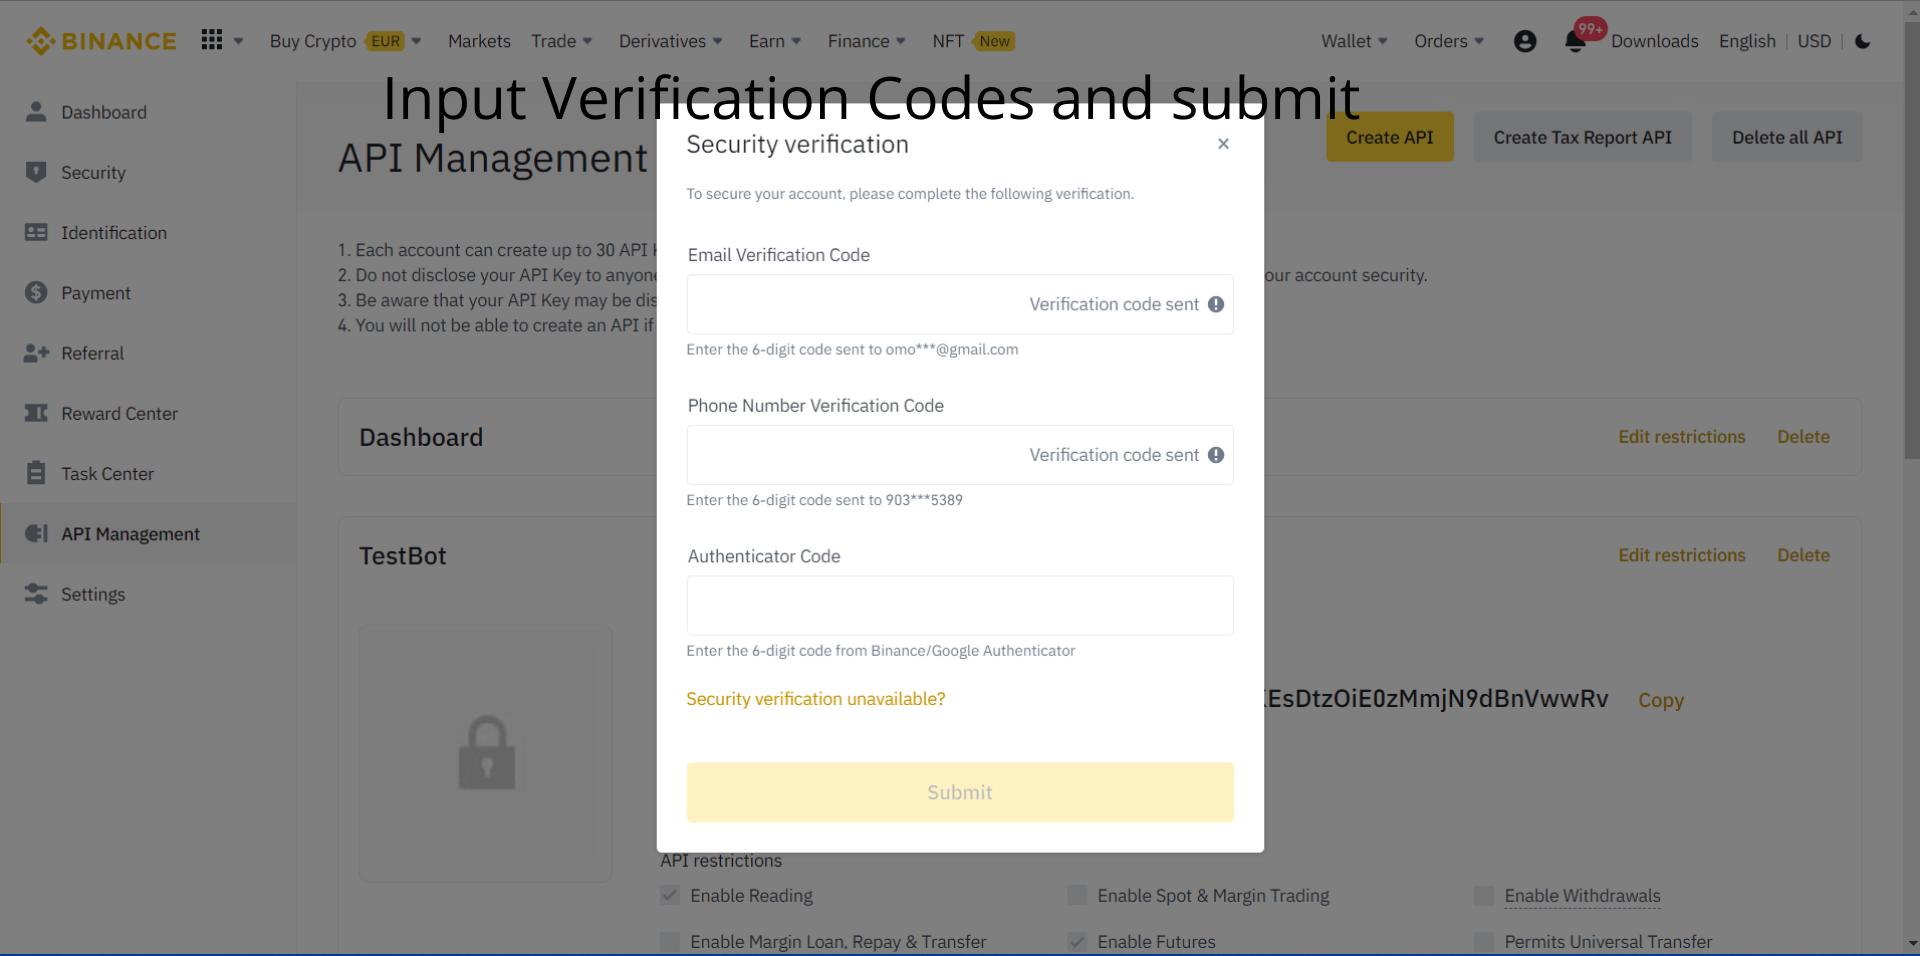 BINANCE
Buy Crypto EUR Markets Trade Derivatives Earn Finance NFT New Wallet Orders 99+ Downloads English USD
Input Verification Codes and submit
Dashboard
Security
Identification
Payment
Referral
Reward Center
Task Center
API Management
Settings
API Management
Create API Create Tax Report API Delete all API
1. Each account can create up to 30 API
2. Do not disclose your API Key to anyone our account security.
3. Be aware that your API Key may be dis
4. You will not be able to create an API if
Dashboard Edit restrictions Delete
TestBot Edit restrictions Delete
EsDtzOiE0zMmjN9dBnVwwRv Copy
Security verification
To secure your account, please complete the following verification.
Email Verification Code
Verification code sent
Enter the 6-digit code sent to omo***@gmail.com
Phone Number Verification Code
Verification code sent
Enter the 6-digit code sent to 903***5389
Authenticator Code
Enter the 6-digit code from Binance/Google Authenticator
Security verification unavailable?
Submit
API restrictions
Enable Reading Enable Spot & Margin Trading Enable Withdrawals
Enable Margin Loan, Repay & Transfer Enable Futures Permits Universal Transfer